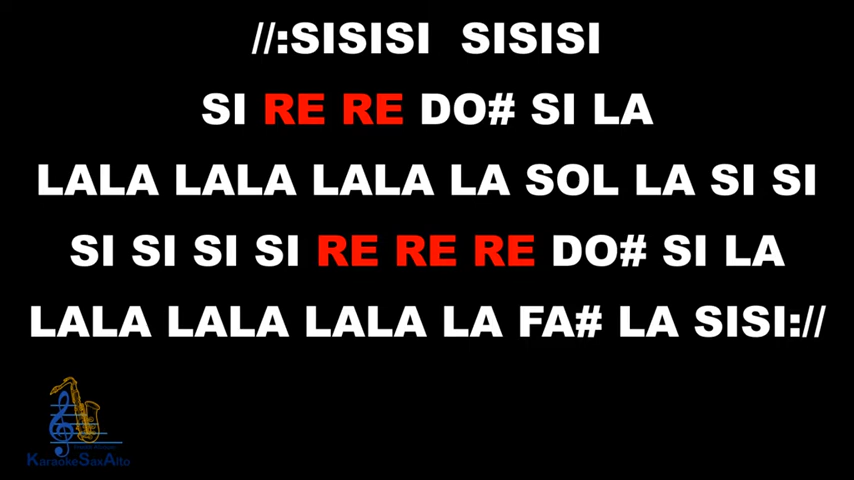 //:SISISI SISISI
SI RE RE DO# SI LA
LALA LALA LALA LA SOL LA SI SI
SI SI SI SI RE RE RE DO# SI LA
LALA LALA LALA LA FA# LA SISI://
KaraokeSaxAlto